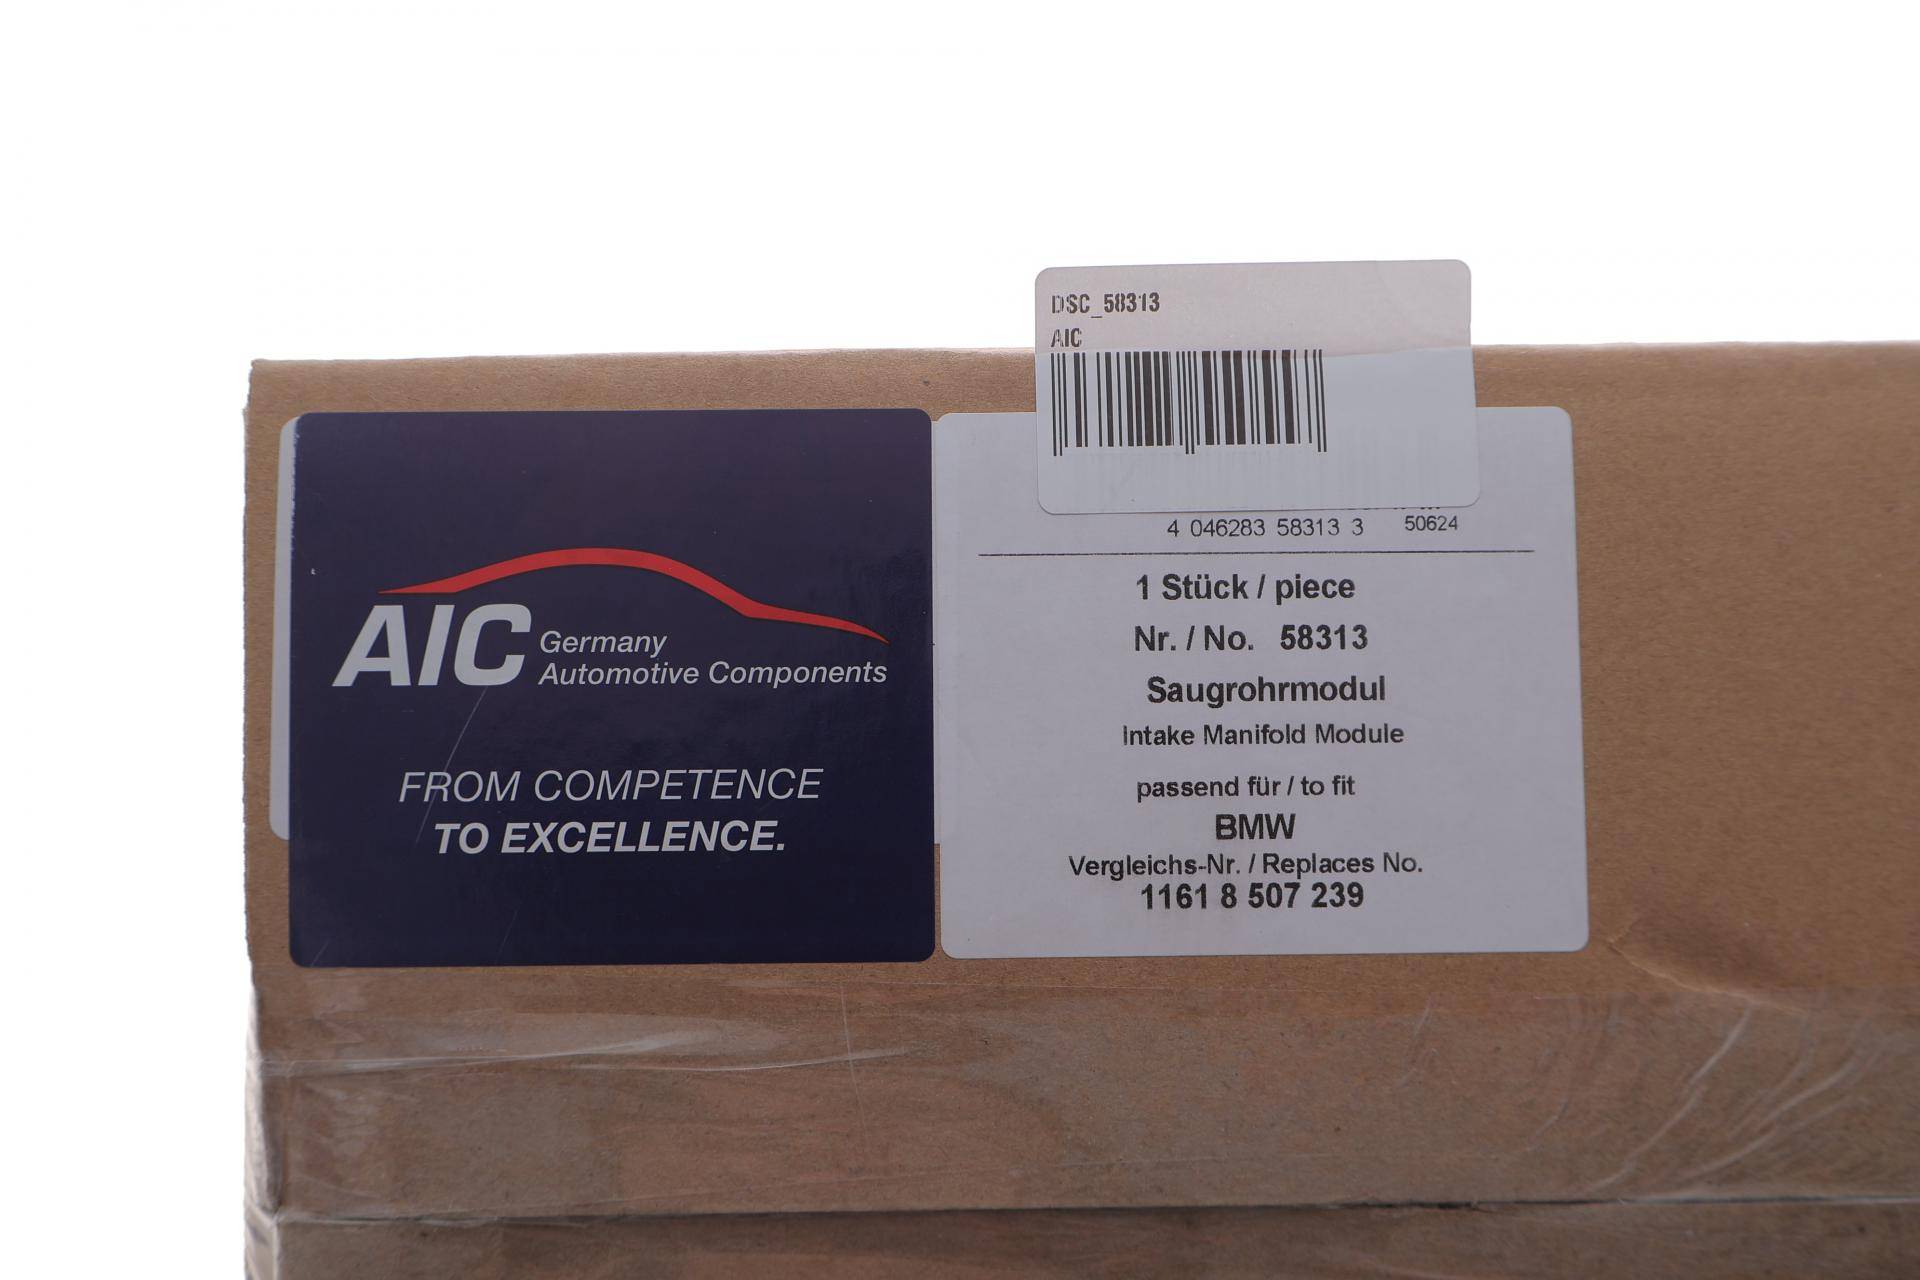 DSC_58313
AIC
AIC Germany
Automotive Components
FROM COMPETENCE
TO EXCELLENCE.
4 046283 58313 3 50624
1 Stück / piece
Nr. / No. 58313
Saugrohrmodul
Intake Manifold Module
passend für / to fit
BMW
Vergleichs-Nr. / Replaces No.
1161 8 507 239